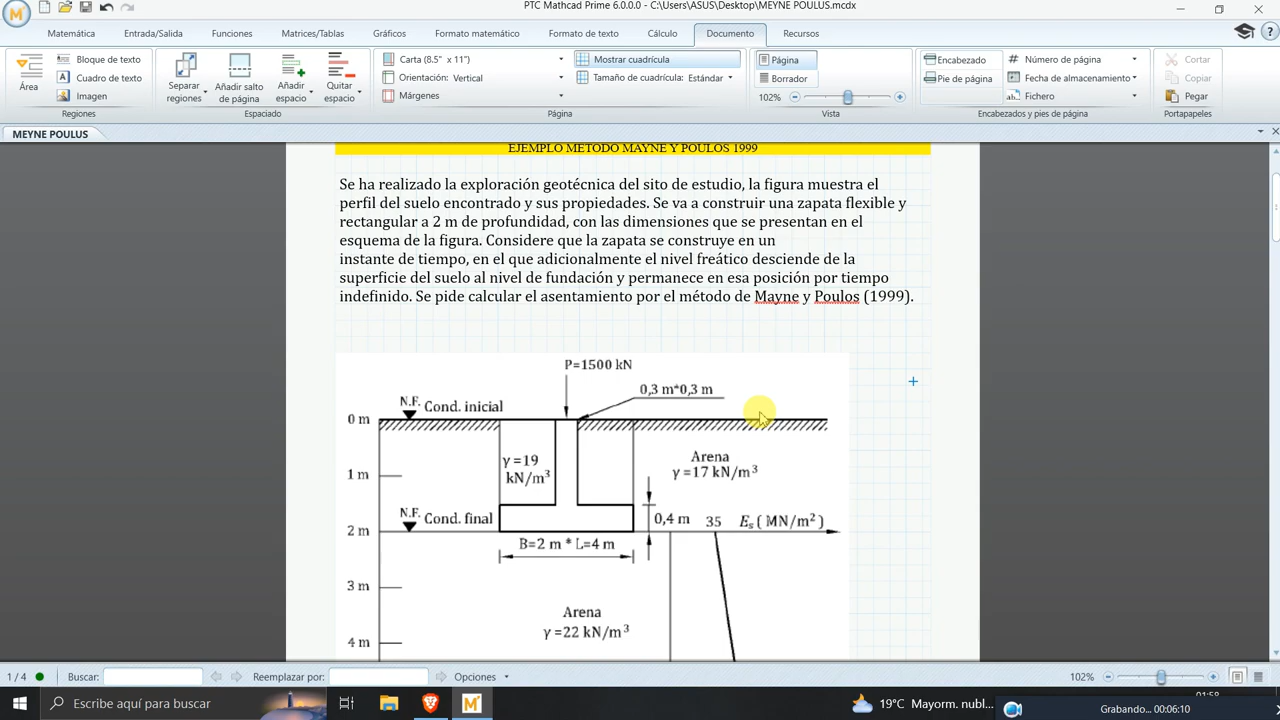 PTC Mathcad Prime 6.0.0.0 - C:\Users\ASUS\Desktop\MEYNE POULUS.mcdx
Matemática Entrada/Salida Funciones Matrices/Tablas Gráficos Formato matemático Formato de texto Cálculo Documento Recursos
Área
Bloque de texto
Cuadro de texto
Imagen
Regiones
Separar regiones
Añadir salto de página
Añadir espacio
Quitar espacio
Espaciado
Carta (8.5" x 11")
Orientación: Vertical
Márgenes
Mostrar cuadrícula
Tamaño de cuadrícula: Estándar
Página
Página
Borrador
102%
Vista
Encabezado
Pie de página
Número de página
Fecha de almacenamiento
Fichero
Encabezados y pies de página
Cortar
Copiar
Pegar
Portapapeles
MEYNE POULUS
EJEMPLO METODO MAYNE Y POULOS 1999
Se ha realizado la exploración geotécnica del sito de estudio, la figura muestra el
perfil del suelo encontrado y sus propiedades. Se va a construir una zapata flexible y
rectangular a 2 m de profundidad, con las dimensiones que se presentan en el
esquema de la figura. Considere que la zapata se construye en un
instante de tiempo, en el que adicionalmente el nivel freático desciende de la
superficie del suelo al nivel de fundación y permanece en esa posición por tiempo
indefinido. Se pide calcular el asentamiento por el método de Mayne y Poulos (1999).
P=1500 kN
0,3 m*0,3 m
N.F. Cond. inicial
0 m
γ=19
kN/m³
Arena
γ=17 kN/m³
1 m
N.F. Cond. final
0,4 m 35 Es( MN/m²)
2 m
B=2 m * L=4 m
3 m
Arena
γ=22 kN/m³
4 m
1 / 4 Buscar: Reemplazar por: Opciones 102%
Escribe aquí para buscar
19°C Mayorm. nubl...
01:58
Grabando... 00:06:10